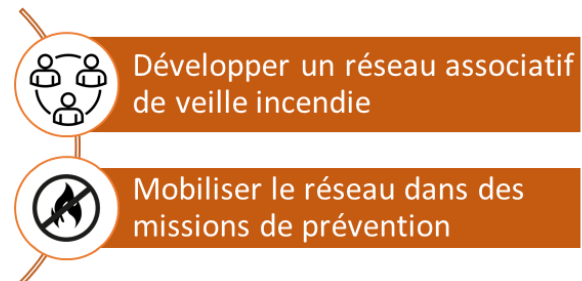 Développer un réseau associatif
de veille incendie
Mobiliser le réseau dans des
missions de prévention